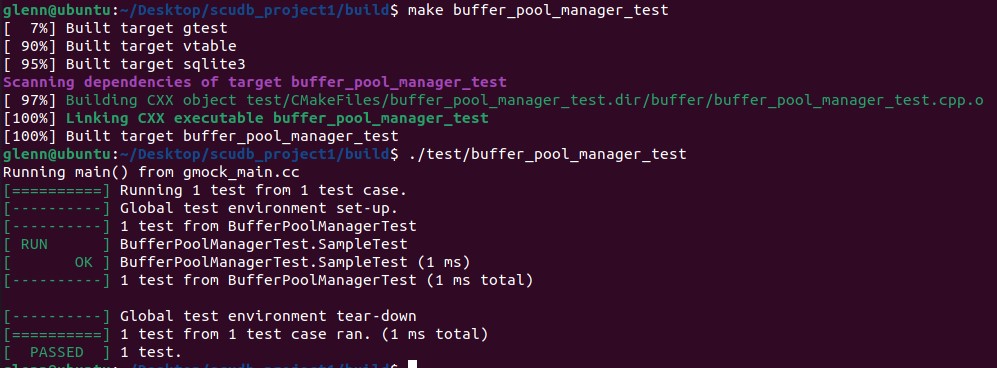 glenn@ubuntu:~/Desktop/scudb_project1/build$ make buffer_pool_manager_test
[  7%] Built target gtest
[ 90%] Built target vtable
[ 95%] Built target sqlite3
Scanning dependencies of target buffer_pool_manager_test
[ 97%] Building CXX object test/CMakeFiles/buffer_pool_manager_test.dir/buffer/buffer_pool_manager_test.cpp.o
[100%] Linking CXX executable buffer_pool_manager_test
[100%] Built target buffer_pool_manager_test
glenn@ubuntu:~/Desktop/scudb_project1/build$ ./test/buffer_pool_manager_test
Running main() from gmock_main.cc
[==========] Running 1 test from 1 test case.
[----------] Global test environment set-up.
[----------] 1 test from BufferPoolManagerTest
[ RUN      ] BufferPoolManagerTest.SampleTest
[       OK ] BufferPoolManagerTest.SampleTest (1 ms)
[----------] 1 test from BufferPoolManagerTest (1 ms total)

[----------] Global test environment tear-down
[==========] 1 test from 1 test case ran. (1 ms total)
[  PASSED  ] 1 test.
glenn@ubuntu:~/Desktop/scudb_project1/build$